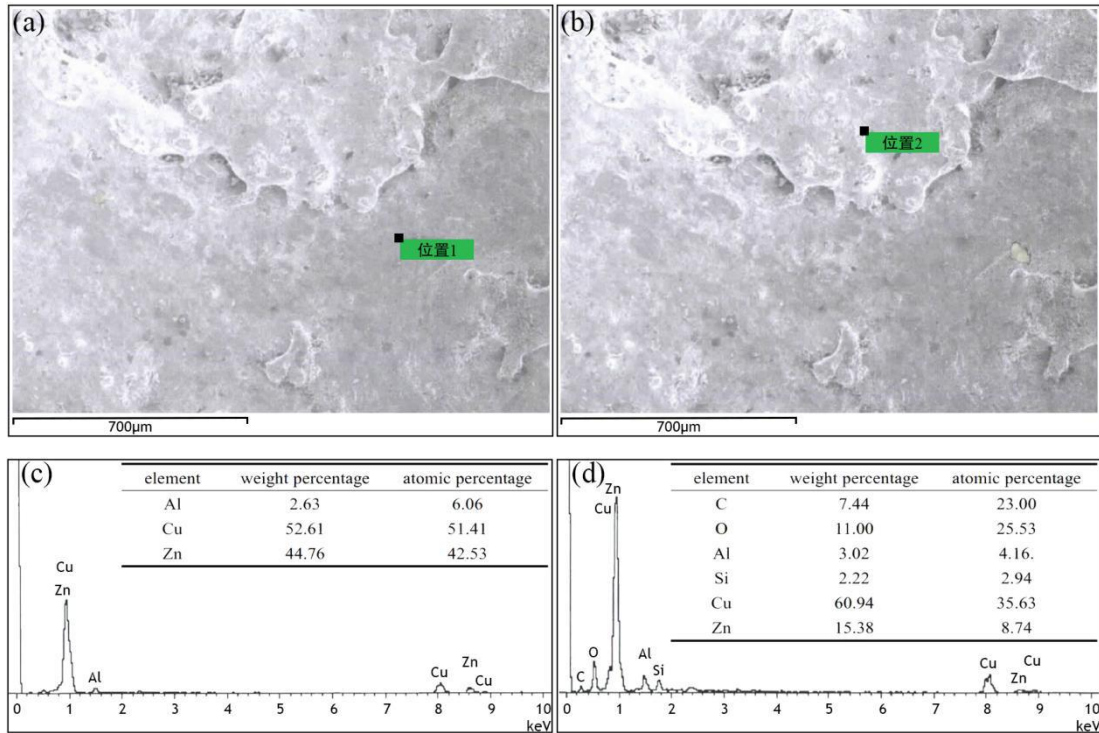 (a)
位置1
700μm
(b)
位置2
700μm
(c)
element weight percentage atomic percentage
Al 2.63 6.06
Cu 52.61 51.41
Zn 44.76 42.53
Cu
Zn
Al
Cu
Zn
Cu
0 1 2 3 4 5 6 7 8 9 10
keV
(d)
element weight percentage atomic percentage
C 7.44 23.00
O 11.00 25.53
Al 3.02 4.16.
Si 2.22 2.94
Cu 60.94 35.63
Zn 15.38 8.74
Zn
Cu
O
C
Al
Si
Cu
Cu
Zn
0 1 2 3 4 5 6 7 8 9 10
keV